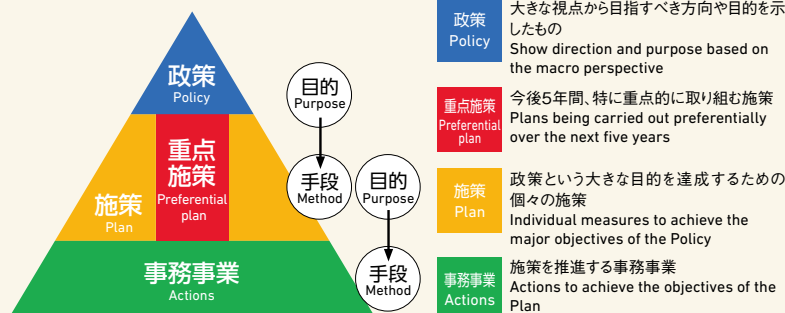 政策
Policy
重点
施策
Preferential
plan
施策
Plan
事務事業
Actions
目的
Purpose
手段
Method
目的
Purpose
手段
Method
政策
Policy
大きな視点から目指すべき方向や目的を示
したもの
Show direction and purpose based on
the macro perspective
重点施策
Preferential
plan
今後5年間、特に重点的に取り組む施策
Plans being carried out preferentially
over the next five years
施策
Plan
政策という大きな目的を達成するための
個々の施策
Individual measures to achieve the
major objectives of the Policy
事務事業
Actions
施策を推進する事務事業
Actions to achieve the objectives of the
Plan